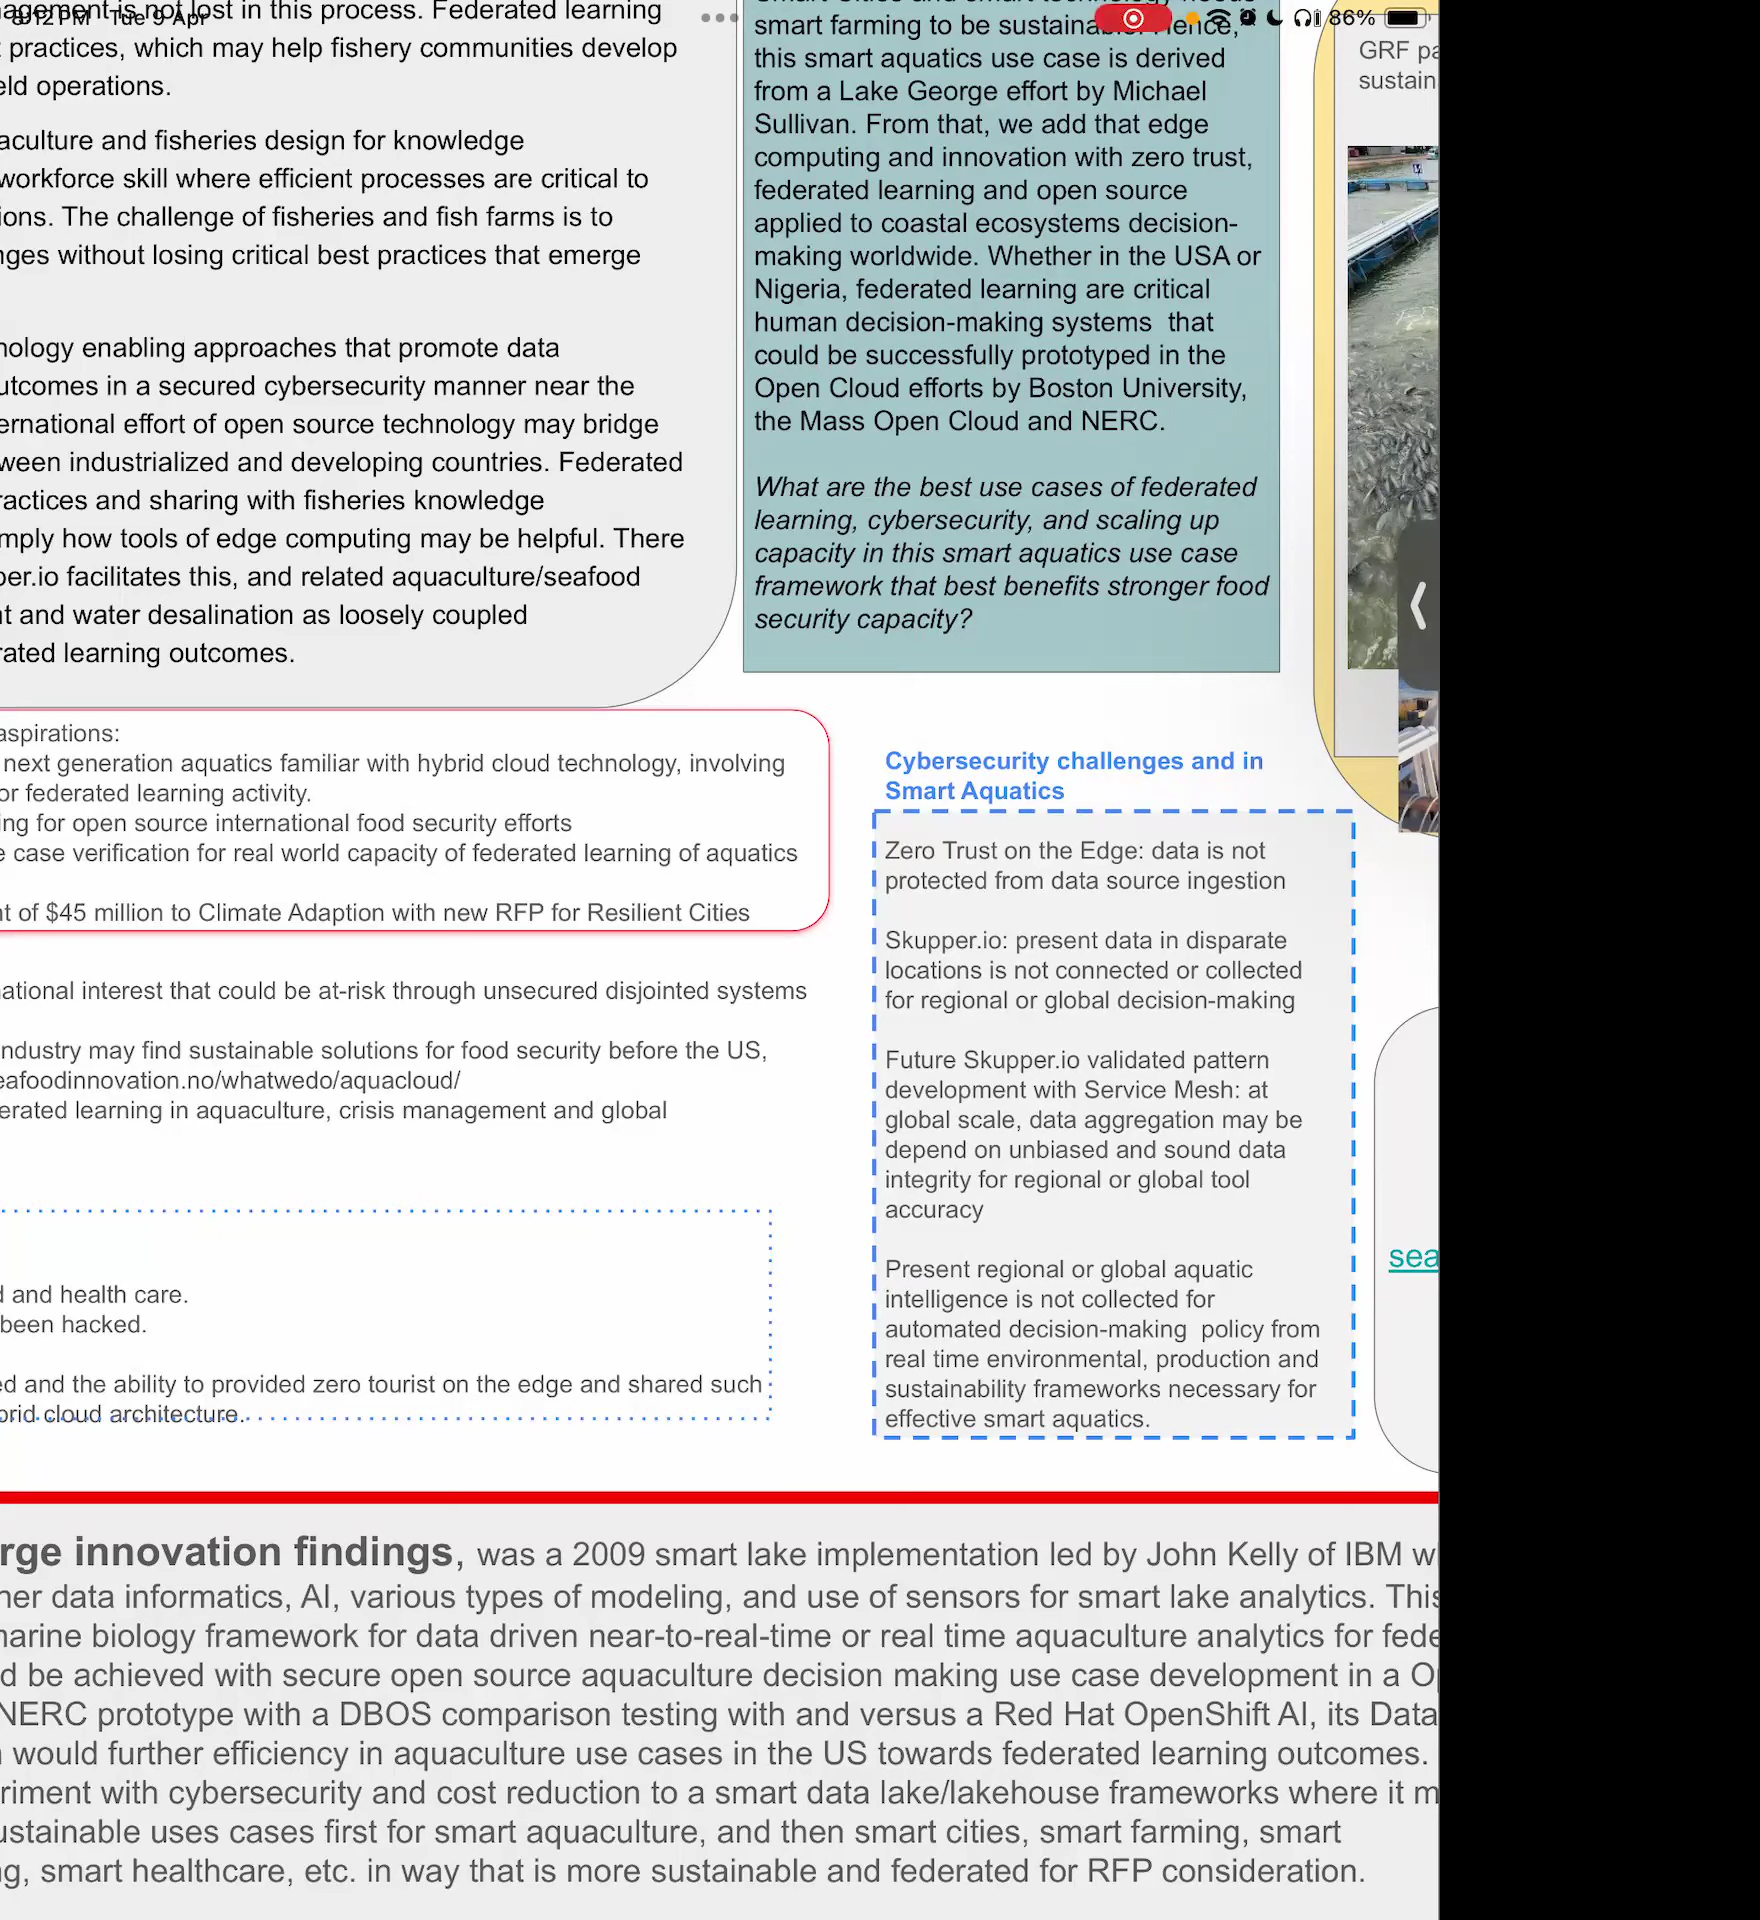 agement is not lost in this process. Federated learning
practices, which may help fishery communities develop
eld operations.
aculture and fisheries design for knowledge
workforce skill where efficient processes are critical to
ions. The challenge of fisheries and fish farms is to
nges without losing critical best practices that emerge
nology enabling approaches that promote data
utcomes in a secured cybersecurity manner near the
ernational effort of open source technology may bridge
ween industrialized and developing countries. Federated
ractices and sharing with fisheries knowledge
mply how tools of edge computing may be helpful. There
per.io facilitates this, and related aquaculture/seafood
nt and water desalination as loosely coupled
rated learning outcomes.
8:12 PM Tue 9 Apr
86%
smart farming to be sustainable. Hence,
this smart aquatics use case is derived
from a Lake George effort by Michael
Sullivan. From that, we add that edge
computing and innovation with zero trust,
federated learning and open source
applied to coastal ecosystems decision-
making worldwide. Whether in the USA or
Nigeria, federated learning are critical
human decision-making systems  that
could be successfully prototyped in the
Open Cloud efforts by Boston University,
the Mass Open Cloud and NERC.
What are the best use cases of federated
learning, cybersecurity, and scaling up
capacity in this smart aquatics use case
framework that best benefits stronger food
security capacity?
GRF pa
sustain
aspirations:
next generation aquatics familiar with hybrid cloud technology, involving
or federated learning activity.
ing for open source international food security efforts
e case verification for real world capacity of federated learning of aquatics
nt of $45 million to Climate Adaption with new RFP for Resilient Cities
ational interest that could be at-risk through unsecured disjointed systems
ndustry may find sustainable solutions for food security before the US,
eafoodinnovation.no/whatwedo/aquacloud/
erated learning in aquaculture, crisis management and global
d and health care.
been hacked.
ed and the ability to provided zero tourist on the edge and shared such
brid cloud architecture.
Cybersecurity challenges and in
Smart Aquatics
Zero Trust on the Edge: data is not
protected from data source ingestion
Skupper.io: present data in disparate
locations is not connected or collected
for regional or global decision-making
Future Skupper.io validated pattern
development with Service Mesh: at
global scale, data aggregation may be
depend on unbiased and sound data
integrity for regional or global tool
accuracy
Present regional or global aquatic
intelligence is not collected for
automated decision-making  policy from
real time environmental, production and
sustainability frameworks necessary for
effective smart aquatics.
sea
rge innovation findings, was a 2009 smart lake implementation led by John Kelly of IBM w
her data informatics, AI, various types of modeling, and use of sensors for smart lake analytics. This
marine biology framework for data driven near-to-real-time or real time aquaculture analytics for fede
d be achieved with secure open source aquaculture decision making use case development in a O
NERC prototype with a DBOS comparison testing with and versus a Red Hat OpenShift AI, its Data
would further efficiency in aquaculture use cases in the US towards federated learning outcomes.
riment with cybersecurity and cost reduction to a smart data lake/lakehouse frameworks where it m
ustainable uses cases first for smart aquaculture, and then smart cities, smart farming, smart
ng, smart healthcare, etc. in way that is more sustainable and federated for RFP consideration.